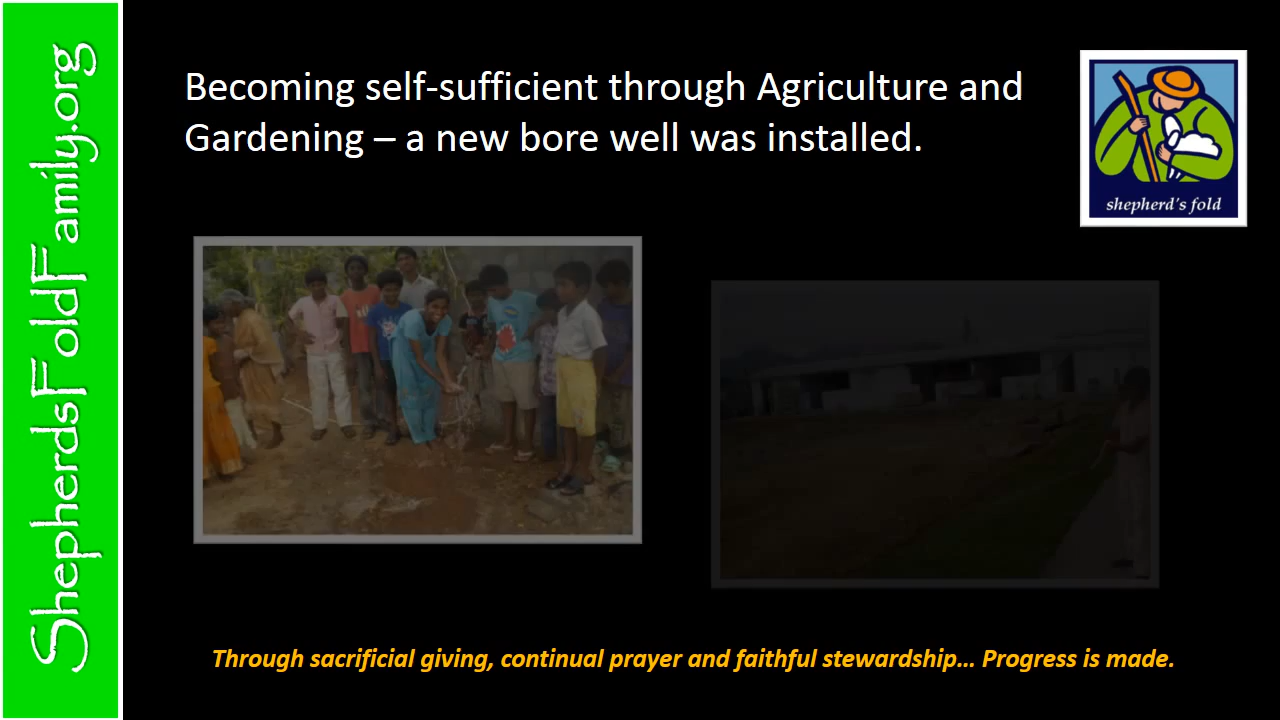 ShepherdsFoldFamily.org
Becoming self-sufficient through Agriculture and
Gardening – a new bore well was installed.
shepherd's fold
Through sacrificial giving, continual prayer and faithful stewardship... Progress is made.